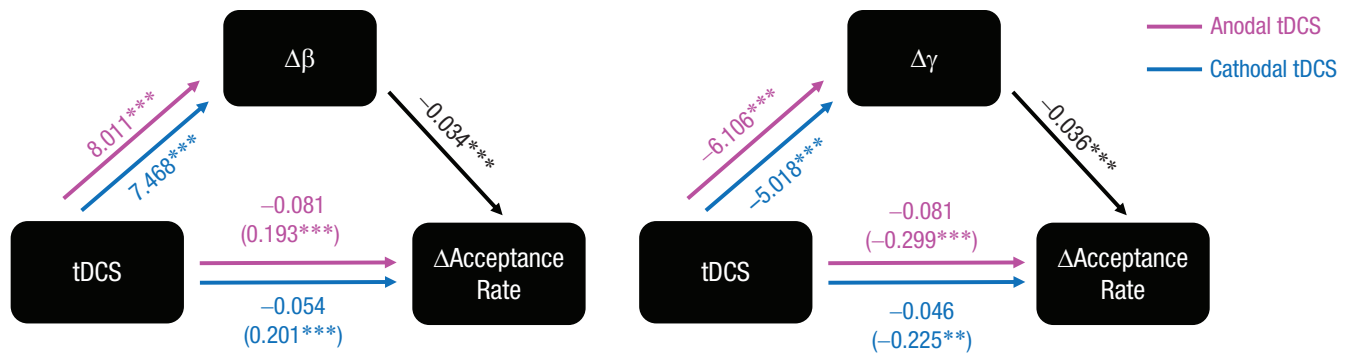 Δβ
8.011***
7.468***
−0.034***
−0.081
(0.193***)
tDCS
ΔAcceptance
Rate
−0.054
(0.201***)
Δγ
−6.106***
−5.018***
−0.036***
−0.081
(−0.299***)
tDCS
ΔAcceptance
Rate
−0.046
(−0.225**)
Anodal tDCS
Cathodal tDCS